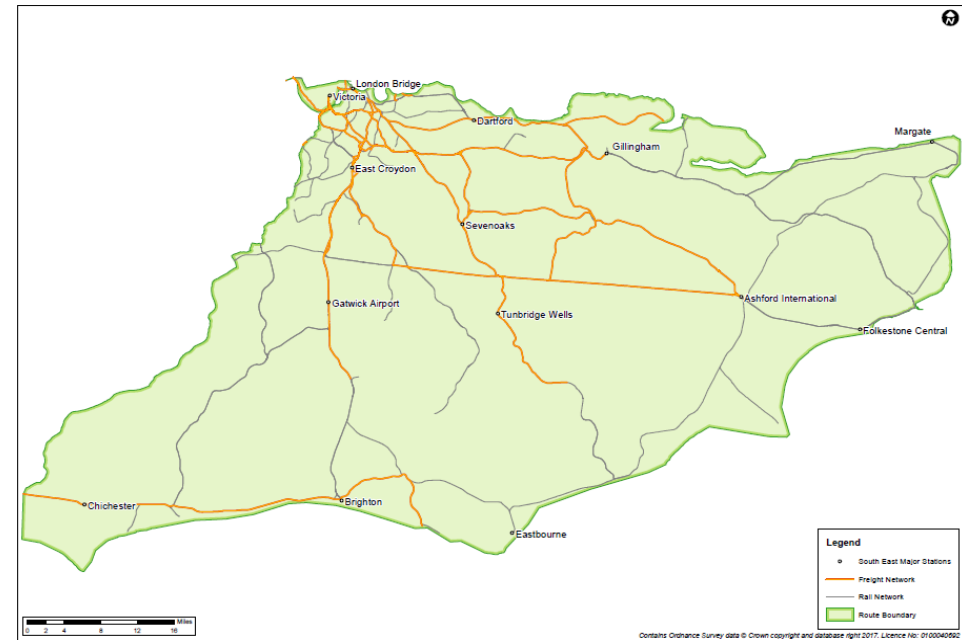 N
London Bridge
Victoria
Dartford
Margate
Gillingham
East Croydon
Sevenoaks
Gatwick Airport
Ashford International
Tunbridge Wells
Folkestone Central
Chichester
Brighton
Eastbourne
Legend
South East Major Stations
Freight Network
Rail Network
Route Boundary
Miles
0 2 4 8 12 16
Contains Ordnance Survey data © Crown copyright and database right 2017. Licence No: 0100040692